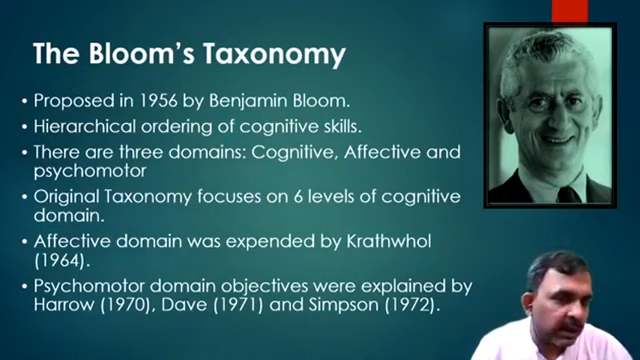 The Bloom's Taxonomy
• Proposed in 1956 by Benjamin Bloom.
• Hierarchical ordering of cognitive skills.
• There are three domains: Cognitive, Affective and
psychomotor
• Original Taxonomy focuses on 6 levels of cognitive
domain.
• Affective domain was expended by Krathwhol
(1964).
• Psychomotor domain objectives were explained by
Harrow (1970), Dave (1971) and Simpson (1972).